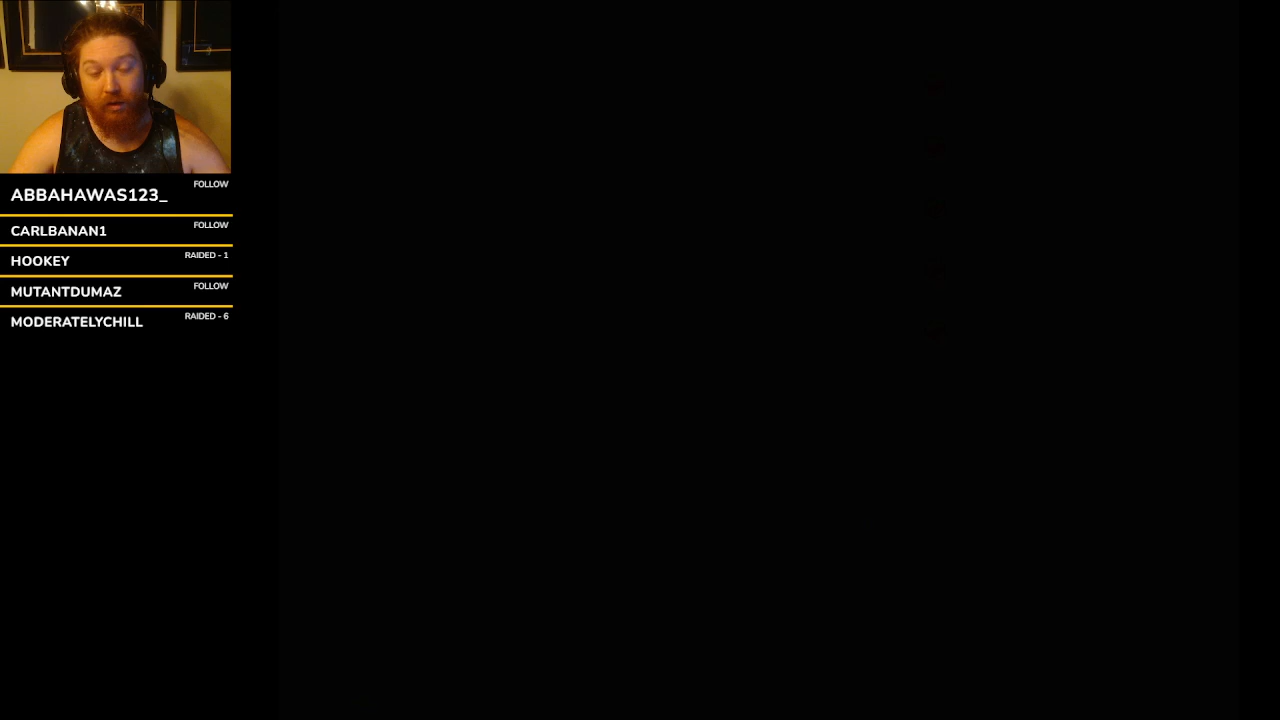 ABBAHAWAS123_ FOLLOW
CARLBANAN1 FOLLOW
HOOKEY RAIDED - 1
MUTANTDUMAZ FOLLOW
MODERATELYCHILL RAIDED - 6